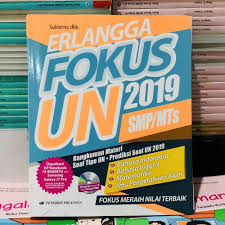 Sukismo, dkk.
ERLANGGA
FOKUS
UN 2019
SMP/MTs
Rangkuman Materi
Soal Tipe UN • Prediksi Soal UN 2019
Bahasa Indonesia
Bahasa Inggris
Matematika
Ilmu Pengetahuan Alam
PENERBIT ERLANGGA
FOKUS MERAIH NILAI TERBAIK